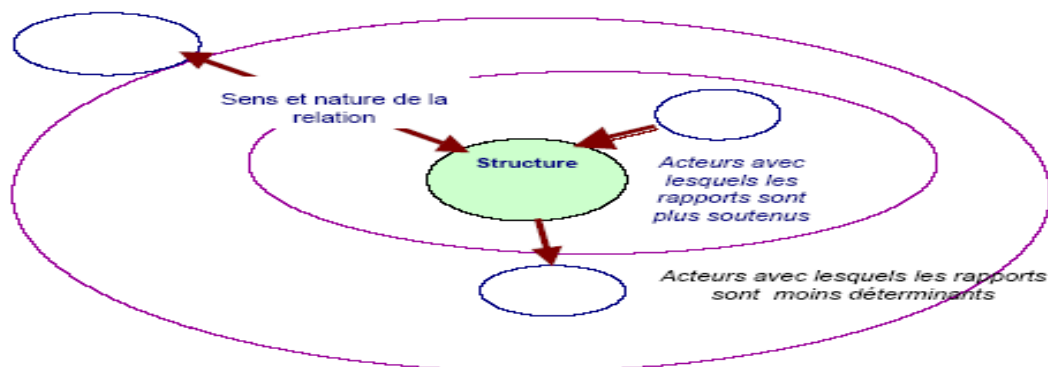 Sens et nature de la
relation
Structure
Acteurs avec
lesquels les
rapports sont
plus soutenus
Acteurs avec lesquels les rapports
sont moins déterminants